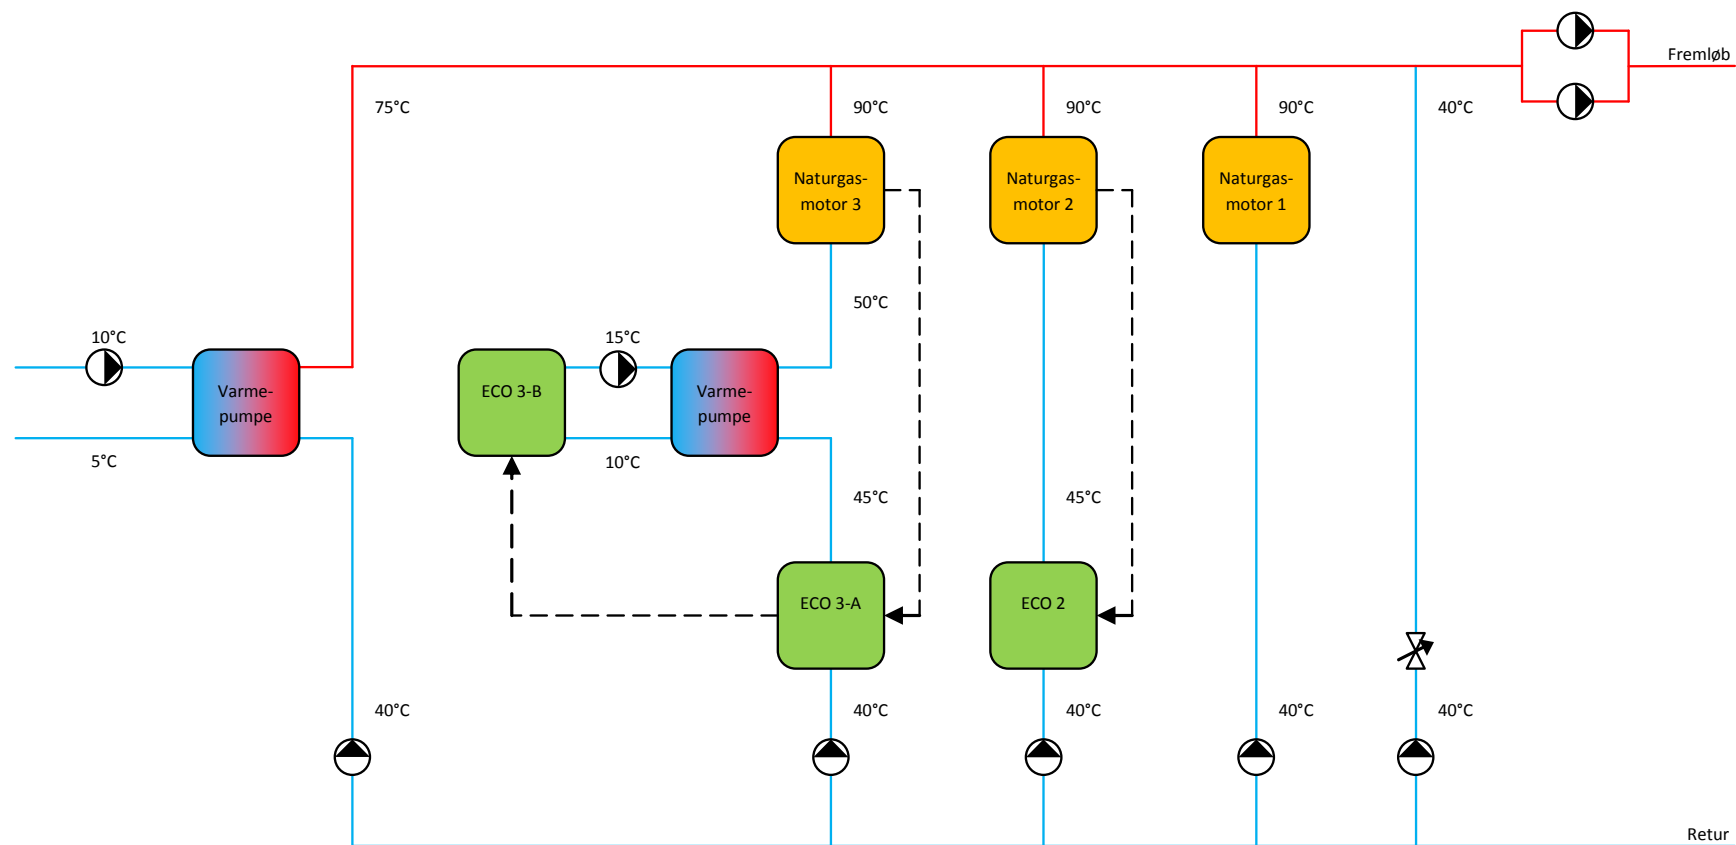 Fremløb
75°C
90°C
90°C
90°C
40°C
Naturgas-
motor 3
Naturgas-
motor 2
Naturgas-
motor 1
50°C
10°C
15°C
Varme-
pumpe
ECO 3-B
Varme-
pumpe
5°C
10°C
45°C
45°C
ECO 3-A
ECO 2
40°C
40°C
40°C
40°C
40°C
Retur